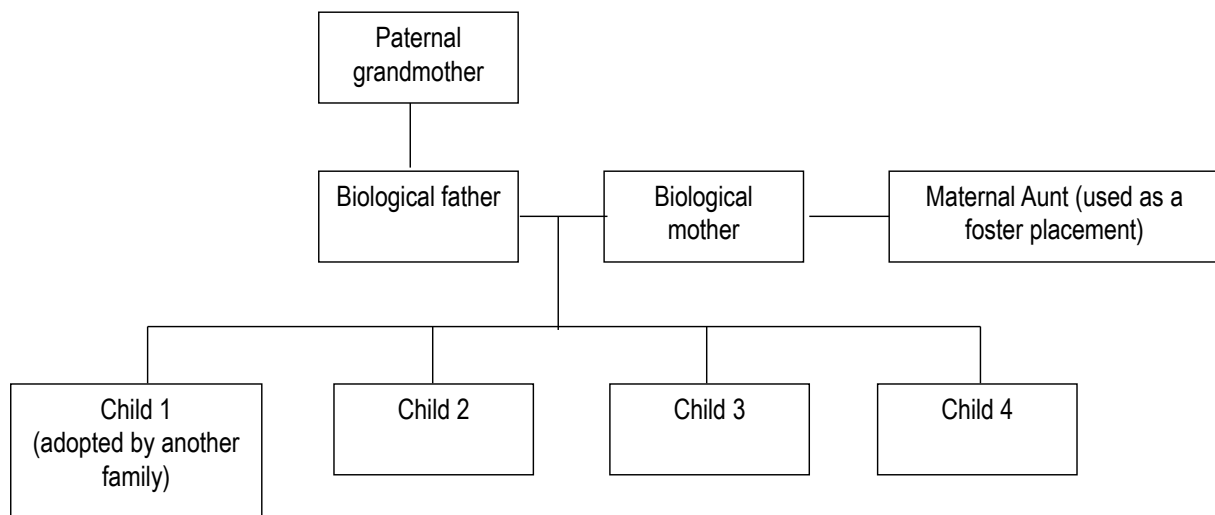 Paternal
grandmother
Biological father
Biological
mother
Maternal Aunt (used as a
foster placement)
Child 1
(adopted by another
family)
Child 2
Child 3
Child 4